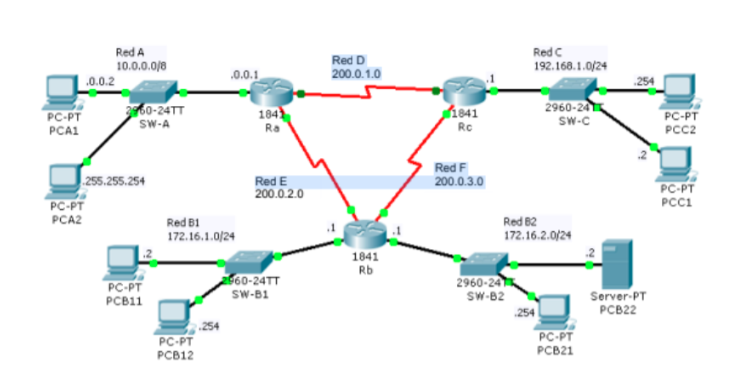 Red A
10.0.0.0/8
Red D
200.0.1.0
Red C
192.168.1.0/24
.0.0.2
.0.0.1
.1
.254
PC-PT
PCA1
2960-24TT
SW-A
1841
Ra
1841
Rc
2960-24TT
SW-C
PC-PT
PCC2
.255.255.254
PC-PT
PCA2
Red E
200.0.2.0
Red F
200.0.3.0
.2
PC-PT
PCC1
Red B1
172.16.1.0/24
Red B2
172.16.2.0/24
.2
.1
.1
.2
PC-PT
PCB11
2960-24TT
SW-B1
1841
Rb
2960-24TT
SW-B2
Server-PT
PCB22
.254
PC-PT
PCB12
.254
PC-PT
PCB21